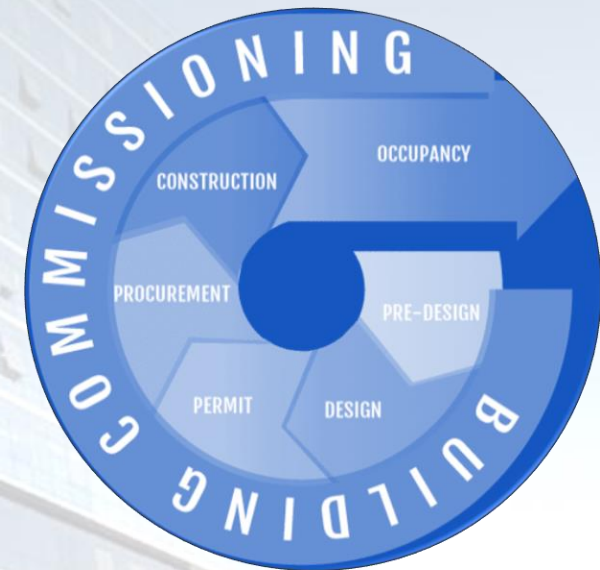 BUILDING COMMISSIONING
PRE-DESIGN
DESIGN
PERMIT
PROCUREMENT
CONSTRUCTION
OCCUPANCY